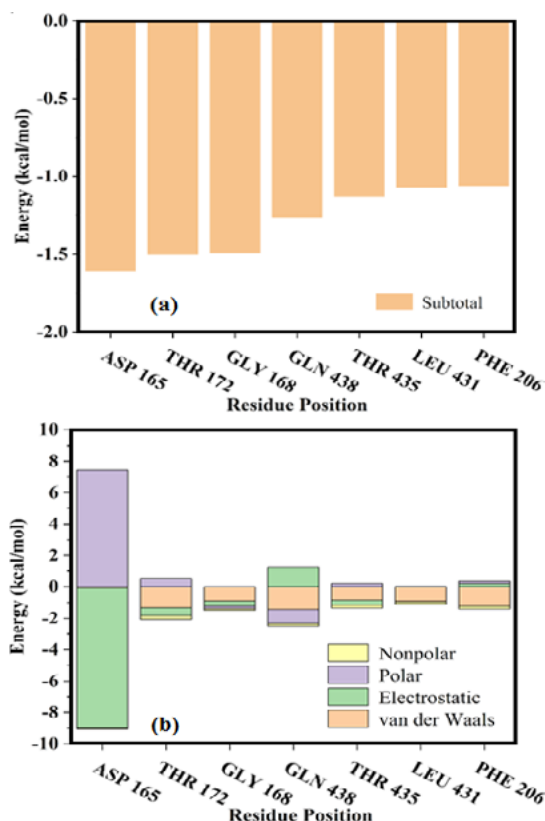 0.0
-0.5
-1.0
-1.5
-2.0
Energy (kcal/mol)
(a)
Subtotal
ASP 165
THR 172
GLY 168
GLN 438
THR 435
LEU 431
PHE 206
Residue Position
10
8
6
4
2
0
-2
-4
-6
-8
-10
Energy (kcal/mol)
Nonpolar
Polar
Electrostatic
van der Waals
(b)
ASP 165
THR 172
GLY 168
GLN 438
THR 435
LEU 431
PHE 206
Residue Position